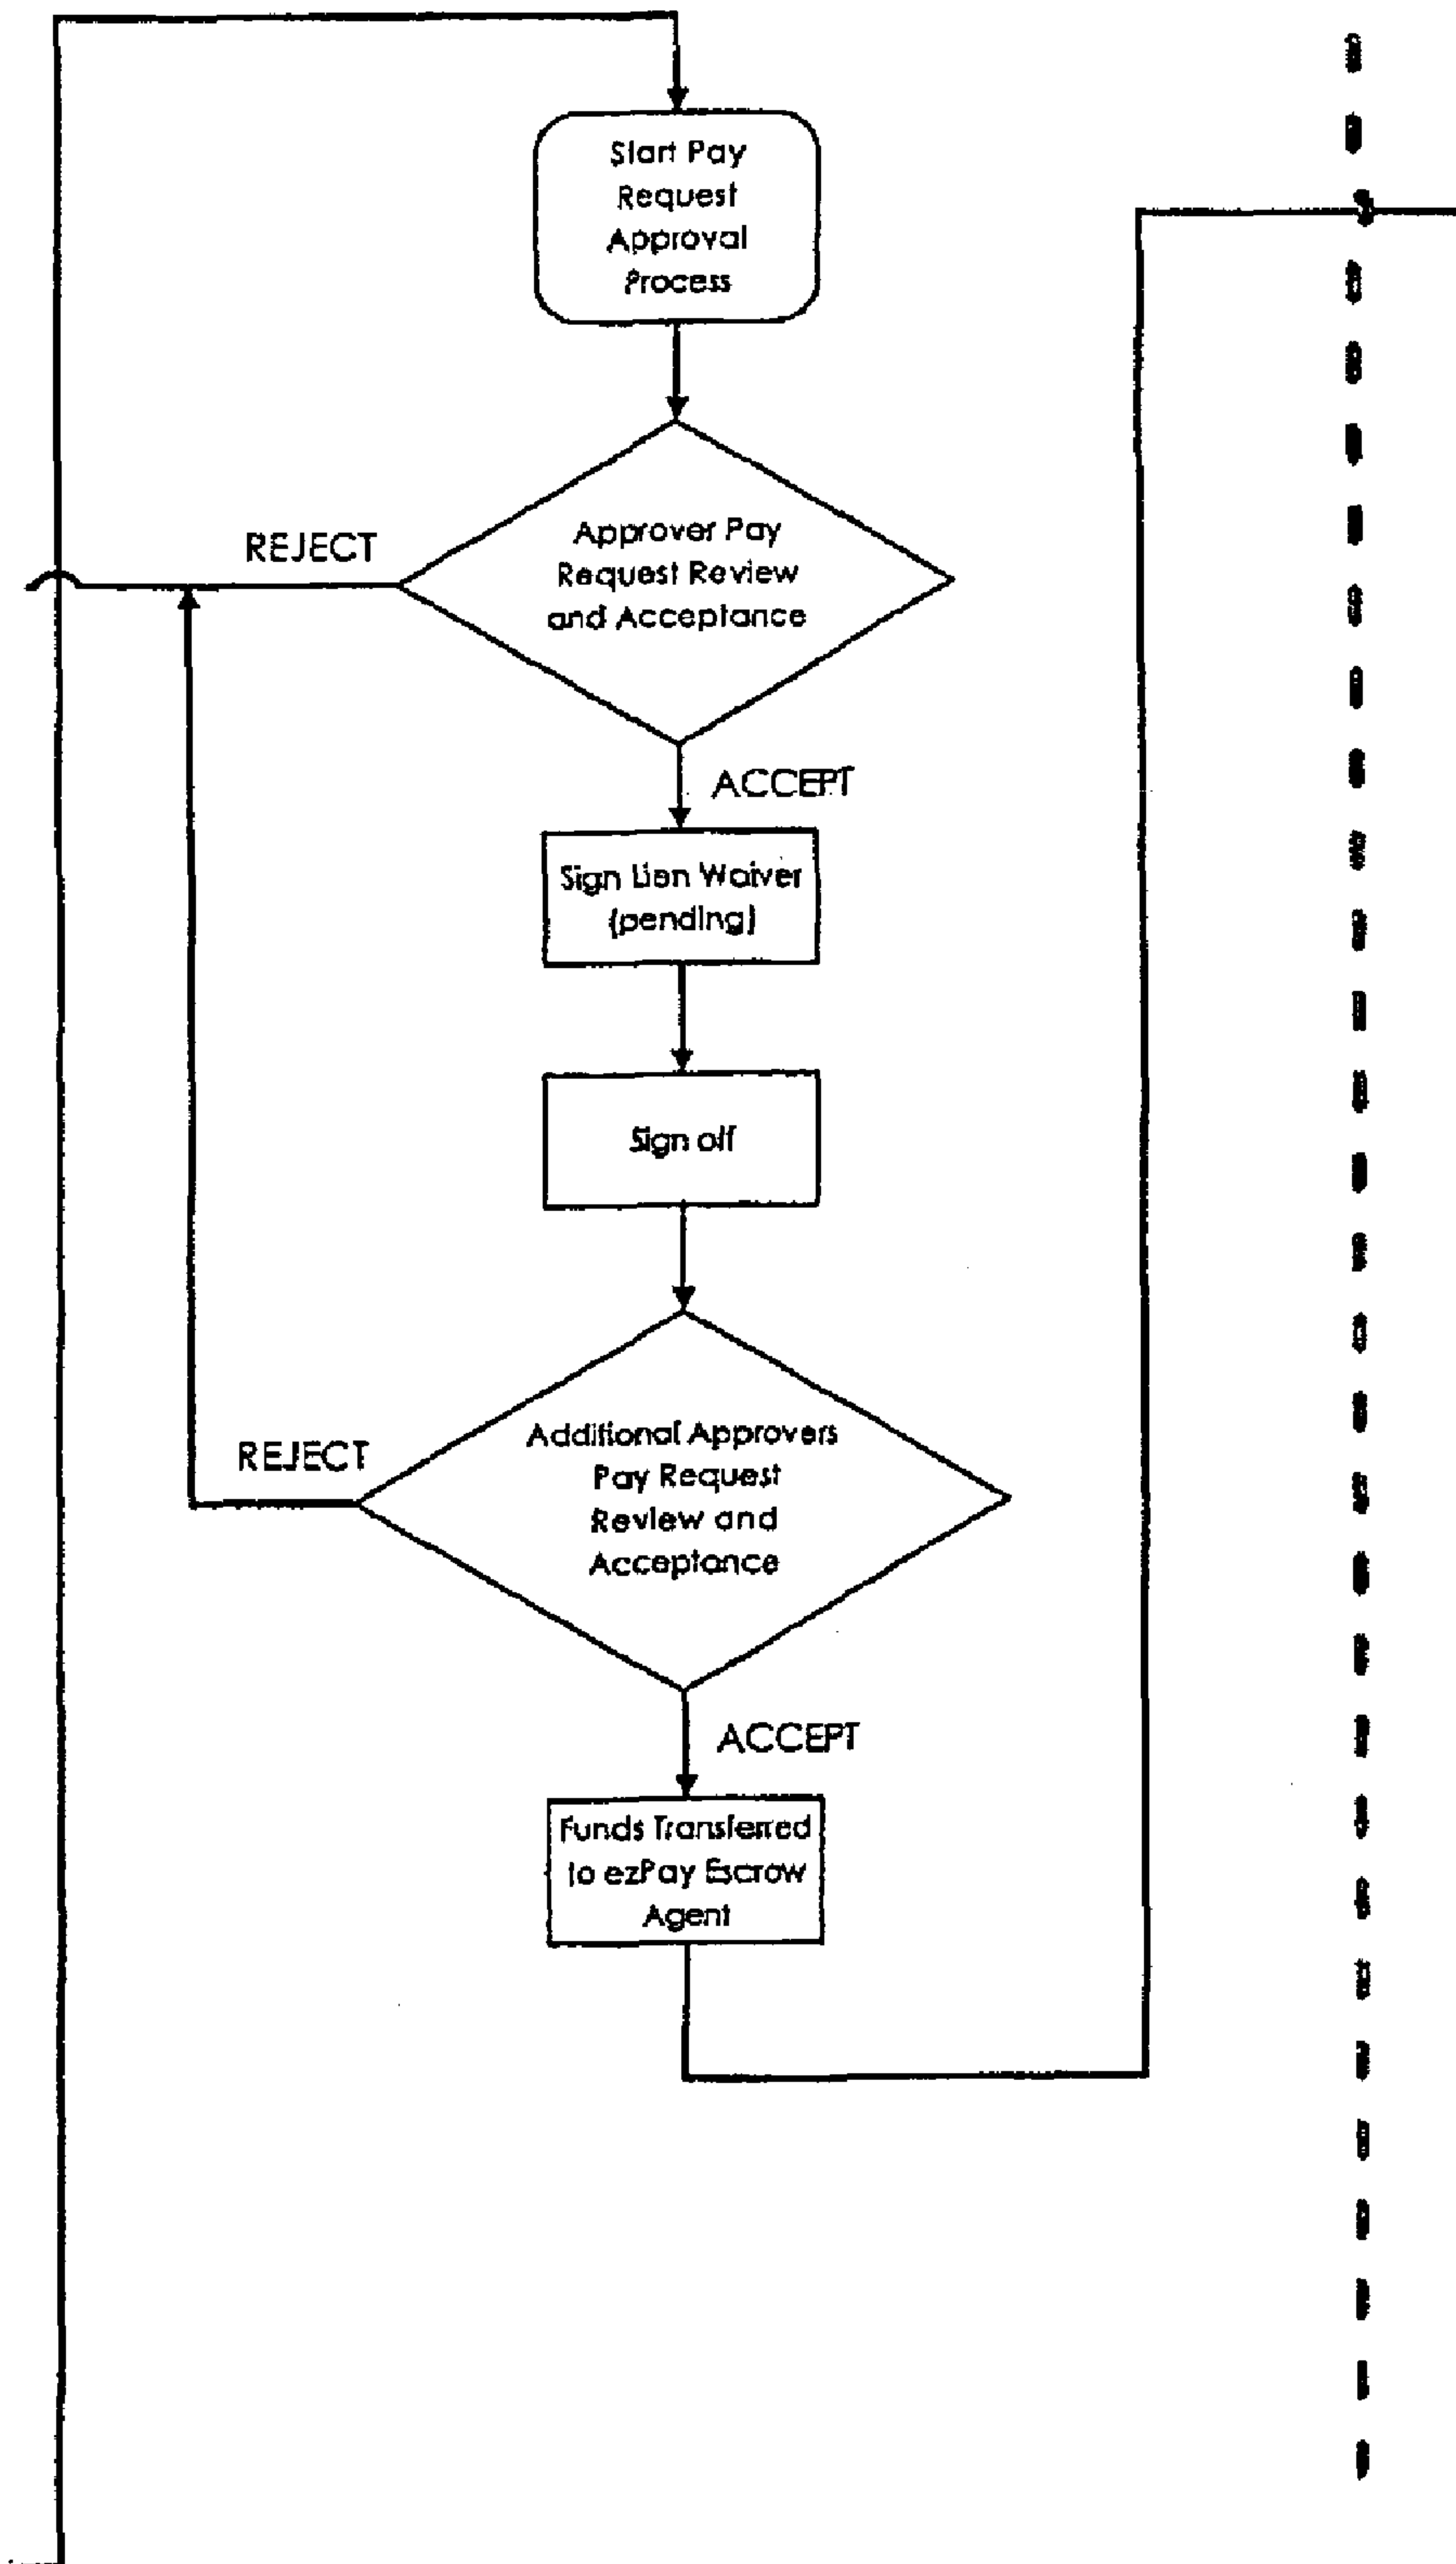 Start Pay
Request
Approval
Process
REJECT
Approver Pay
Request Review
and Acceptance
ACCEPT
Sign Lien Waiver
(pending)
Sign off
REJECT
Additional Approvers
Pay Request
Review and
Acceptance
ACCEPT
Funds Transferred
to ezPay Escrow
Agent